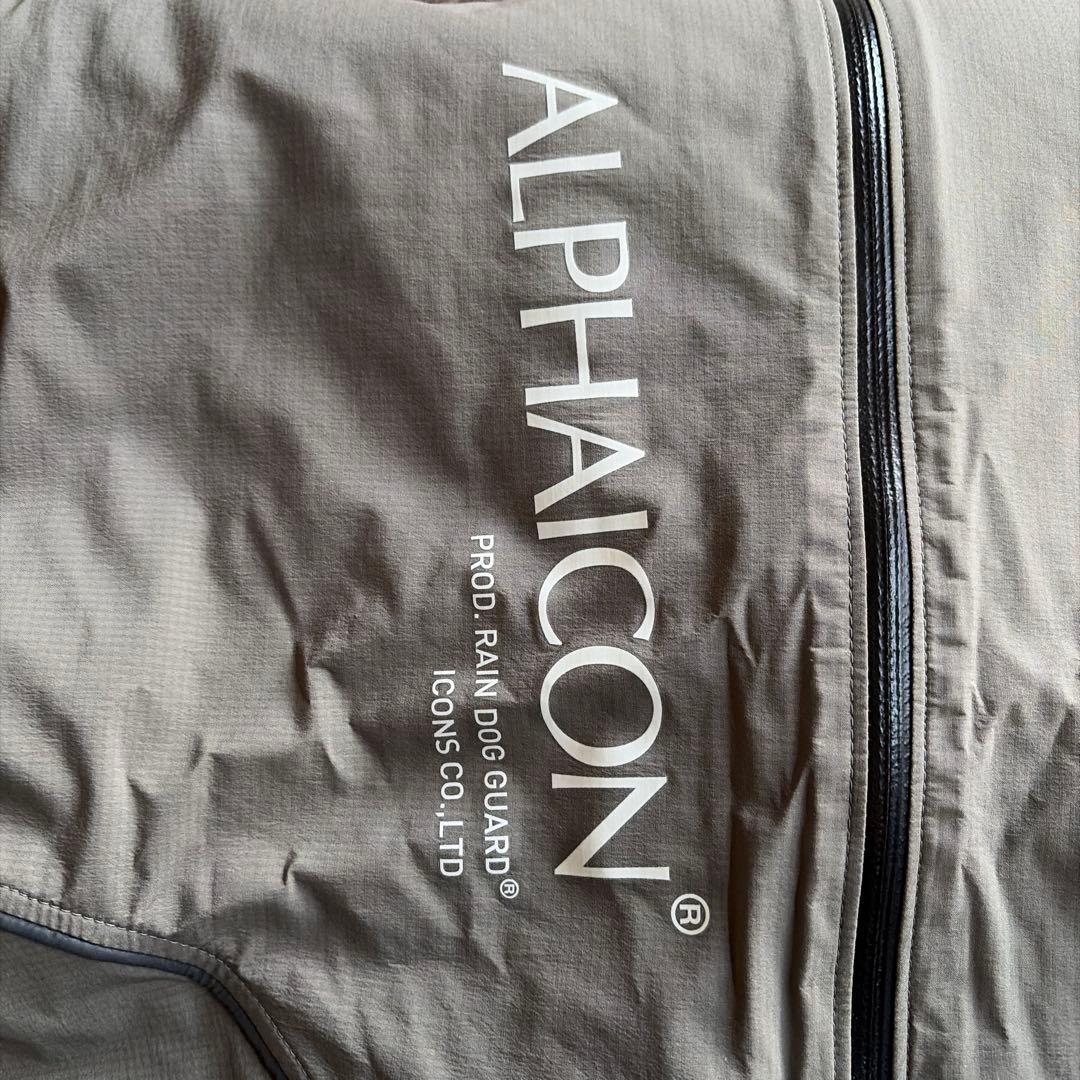 ALPHAICON®
PROD. RAIN DOG GUARD®
ICONS CO.,LTD